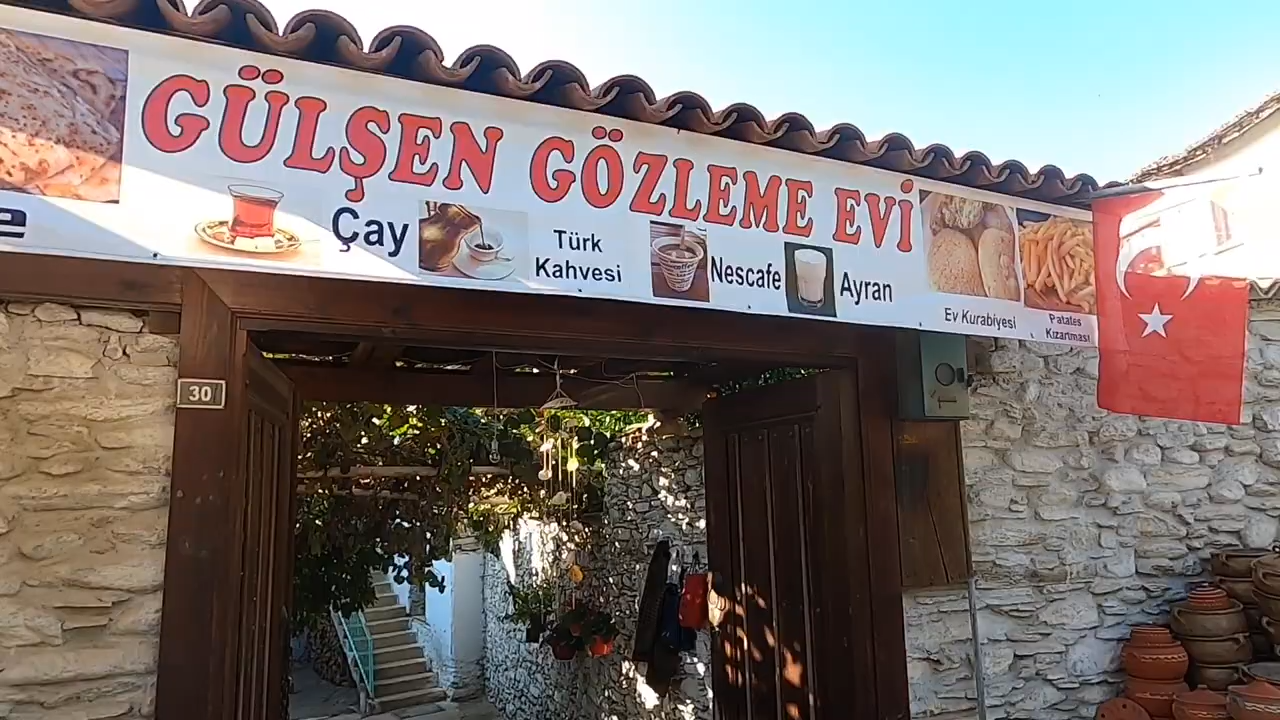 GÜLŞEN GÖZLEME EVİ
Çay
Türk
Kahvesi
Nescafe
Ayran
Ev Kurabiyesi
Patates
Kızartması
30